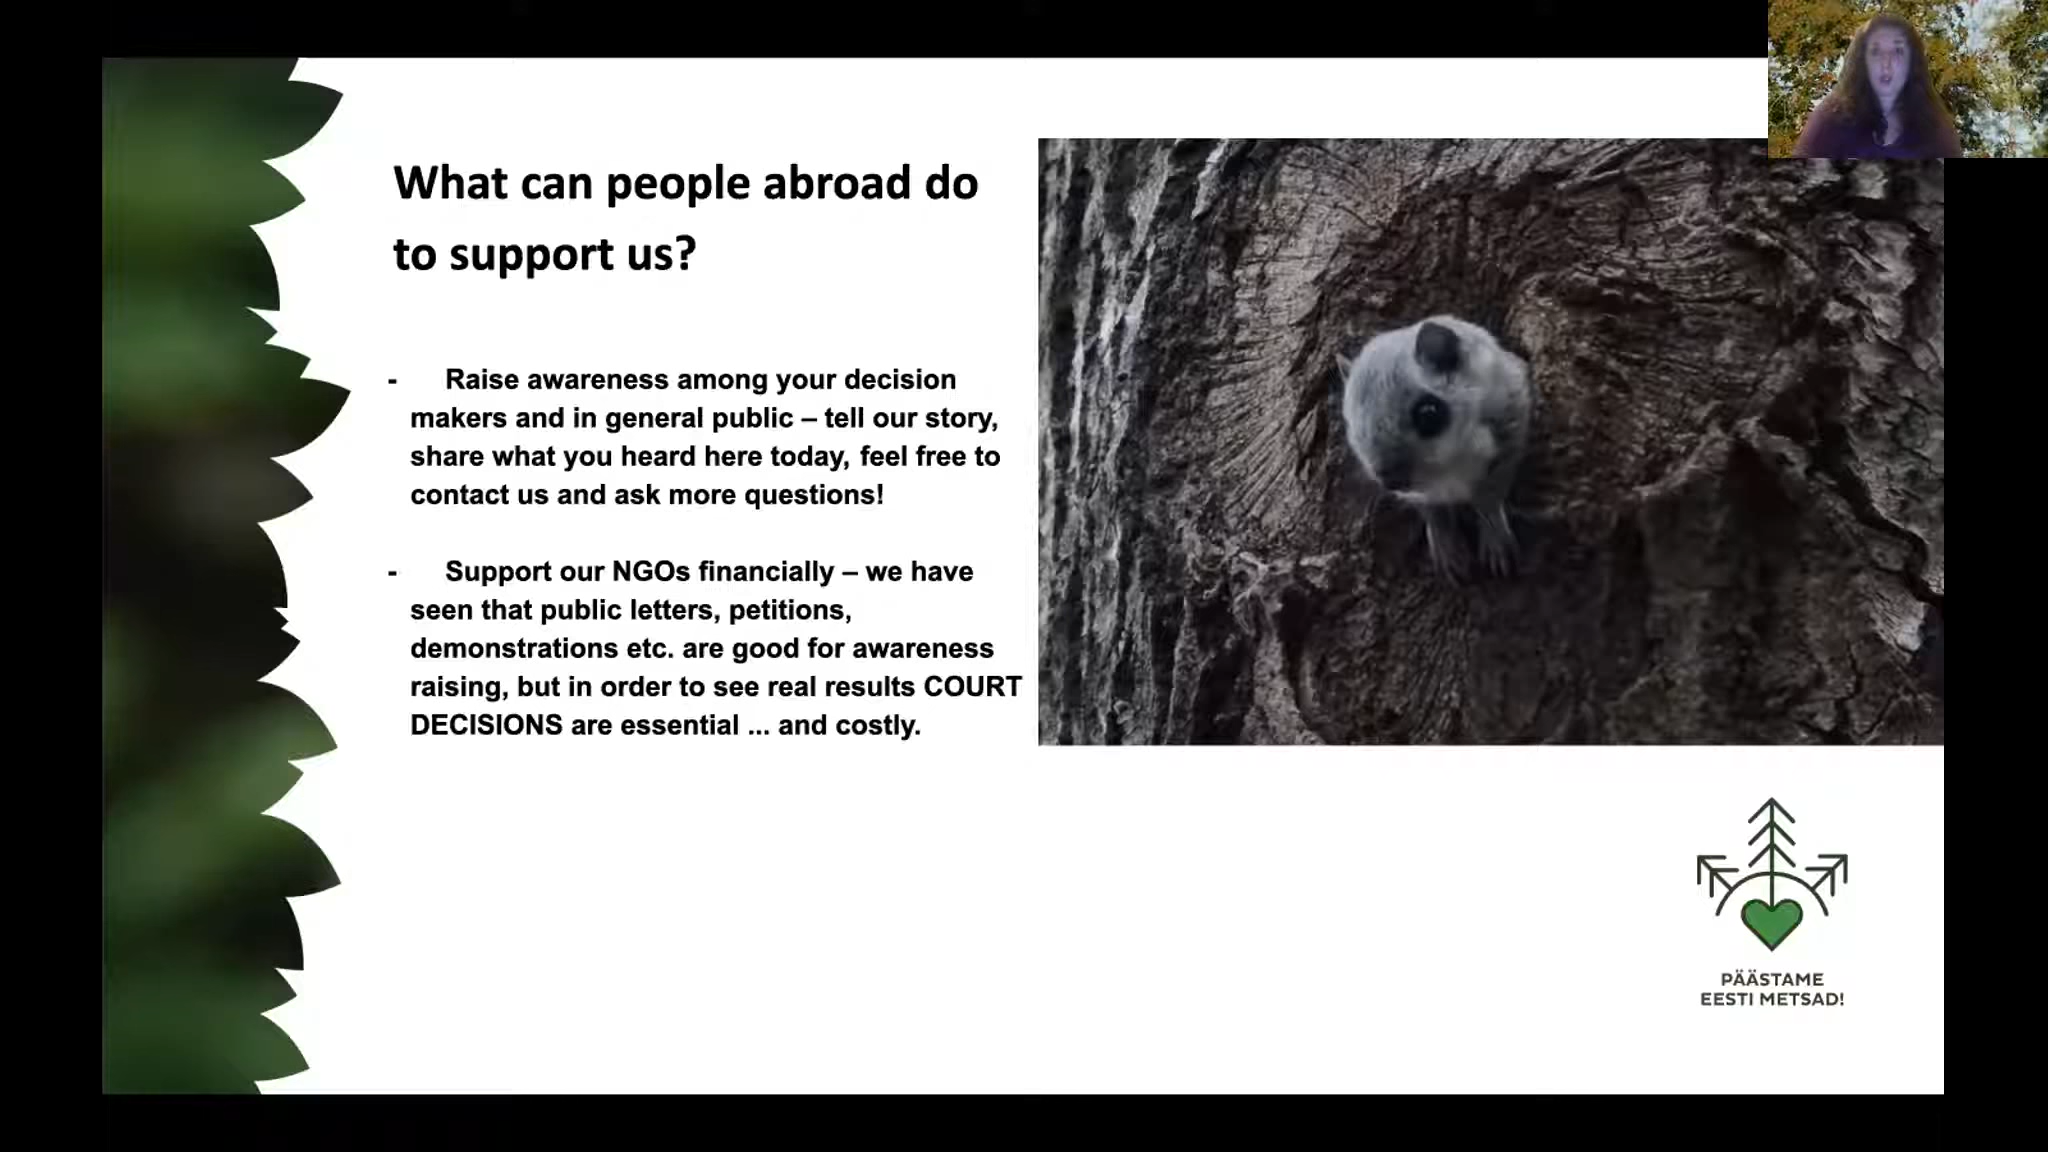 What can people abroad do
to support us?
- Raise awareness among your decision
makers and in general public – tell our story,
share what you heard here today, feel free to
contact us and ask more questions!
- Support our NGOs financially – we have
seen that public letters, petitions,
demonstrations etc. are good for awareness
raising, but in order to see real results COURT
DECISIONS are essential ... and costly.
PÄÄSTAME
EESTI METSAD!